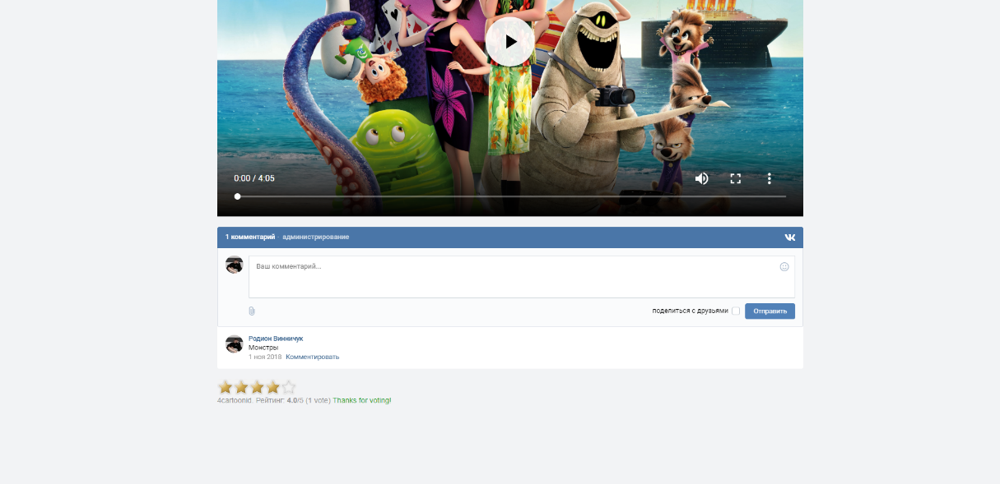 0:00 / 4:05
1 комментарий · администрирование
Ваш комментарий...
поделиться с друзьями Отправить
Родион Винничук
Монстры
1 ноя 2018 Комментировать
4cartoonid. Рейтинг: 4.0/5 (1 vote) Thanks for voting!